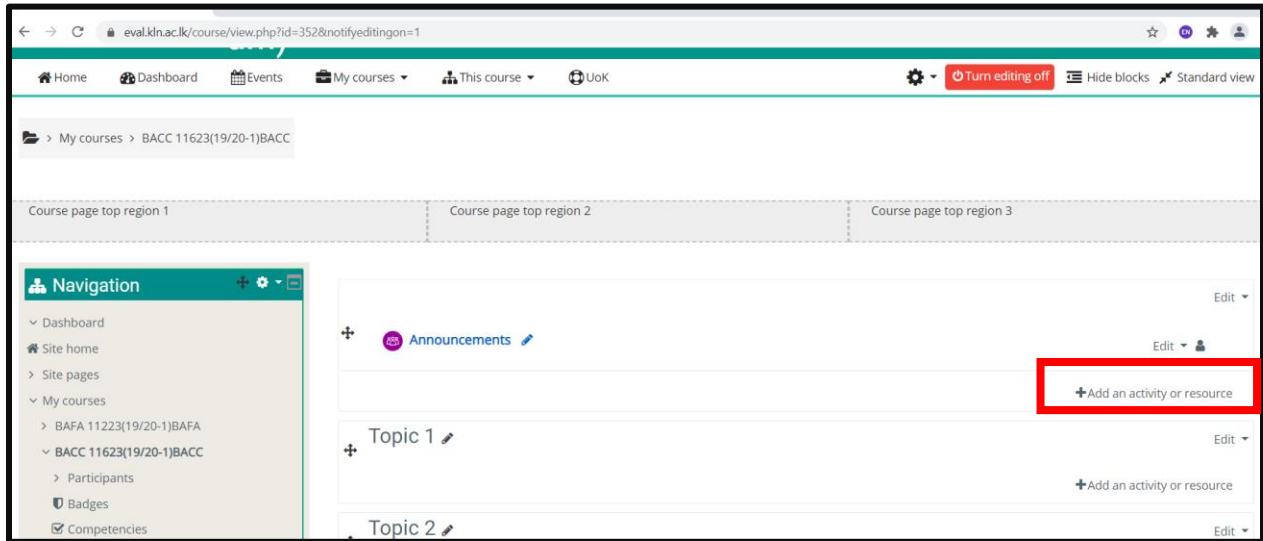 eval.kln.ac.lk/course/view.php?id=352&notifyeditingon=1
EN
Home Dashboard Events My courses This course UoK Turn editing off Hide blocks Standard view
> My courses > BACC 11623(19/20-1)BACC
Course page top region 1 Course page top region 2 Course page top region 3
Navigation
Dashboard
Site home
Site pages
My courses
BAFA 11223(19/20-1)BAFA
BACC 11623(19/20-1)BACC
Participants
Badges
Competencies
Edit
Announcements Edit
+Add an activity or resource
Topic 1 Edit
+Add an activity or resource
Topic 2 Edit